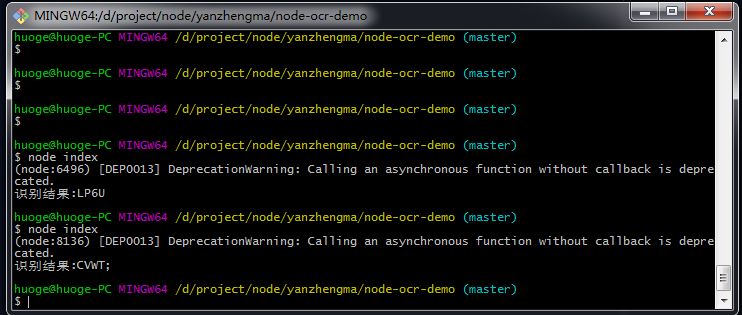 MINGW64:/d/project/node/yanzhengma/node-ocr-demo
huoge@huoge-PC MINGW64 /d/project/node/yanzhengma/node-ocr-demo (master)
$
huoge@huoge-PC MINGW64 /d/project/node/yanzhengma/node-ocr-demo (master)
$
huoge@huoge-PC MINGW64 /d/project/node/yanzhengma/node-ocr-demo (master)
$
huoge@huoge-PC MINGW64 /d/project/node/yanzhengma/node-ocr-demo (master)
$ node index
(node:6496) [DEP0013] DeprecationWarning: Calling an asynchronous function without callback is depre
cated.
识别结果:LP6U
huoge@huoge-PC MINGW64 /d/project/node/yanzhengma/node-ocr-demo (master)
$ node index
(node:8136) [DEP0013] DeprecationWarning: Calling an asynchronous function without callback is depre
cated.
识别结果:CVWT;
huoge@huoge-PC MINGW64 /d/project/node/yanzhengma/node-ocr-demo (master)
$